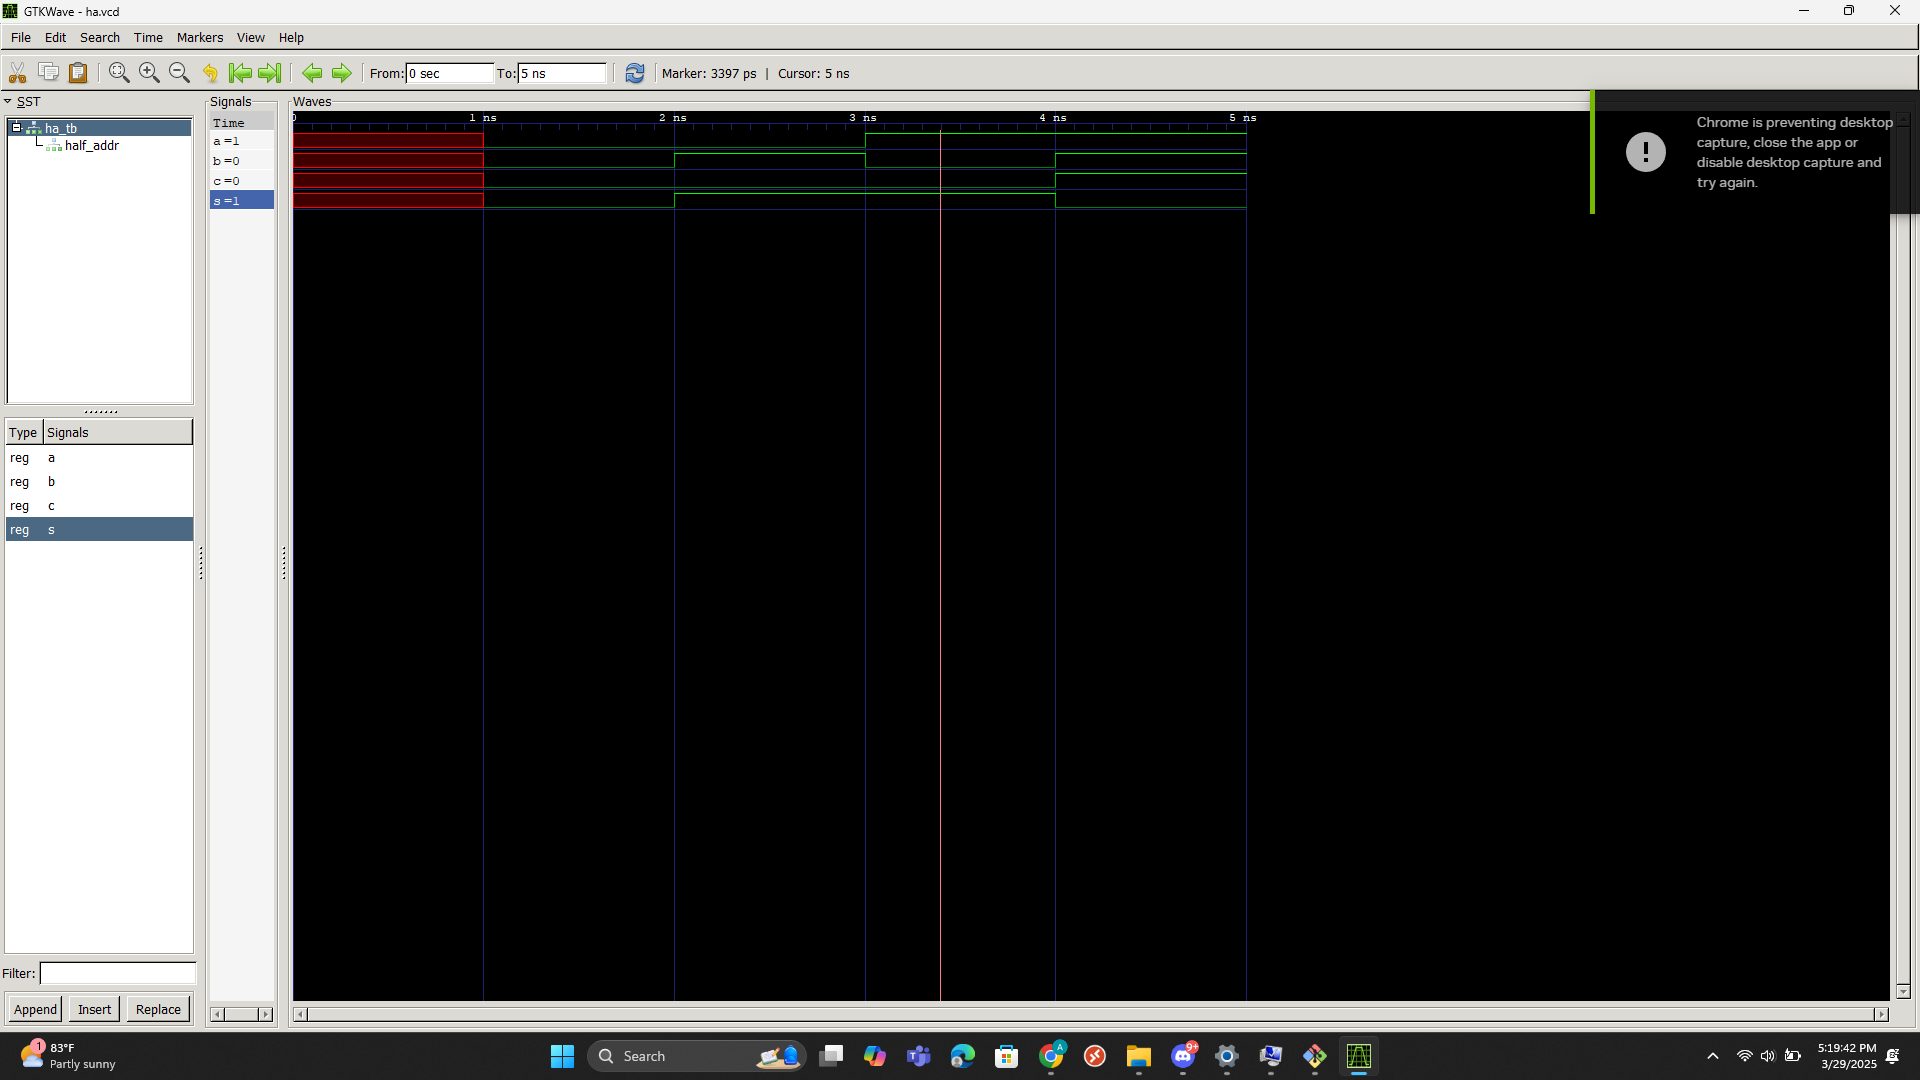 GTKWave - ha.vcd
File Edit Search Time Markers View Help
From: 0 sec To: 5 ns Marker: 3397 ps | Cursor: 5 ns
SST
ha_tb
half_addr
Type Signals
reg a
reg b
reg c
reg s
Filter:
Append Insert Replace
Signals
Time
a =1
b =0
c =0
s =1
Waves
0 1 ns 2 ns 3 ns 4 ns 5 ns
Chrome is preventing desktop
capture, close the app or
disable desktop capture and
try again.
1
83°F
Partly sunny
Search
A
9+
5:19:42 PM
3/29/2025